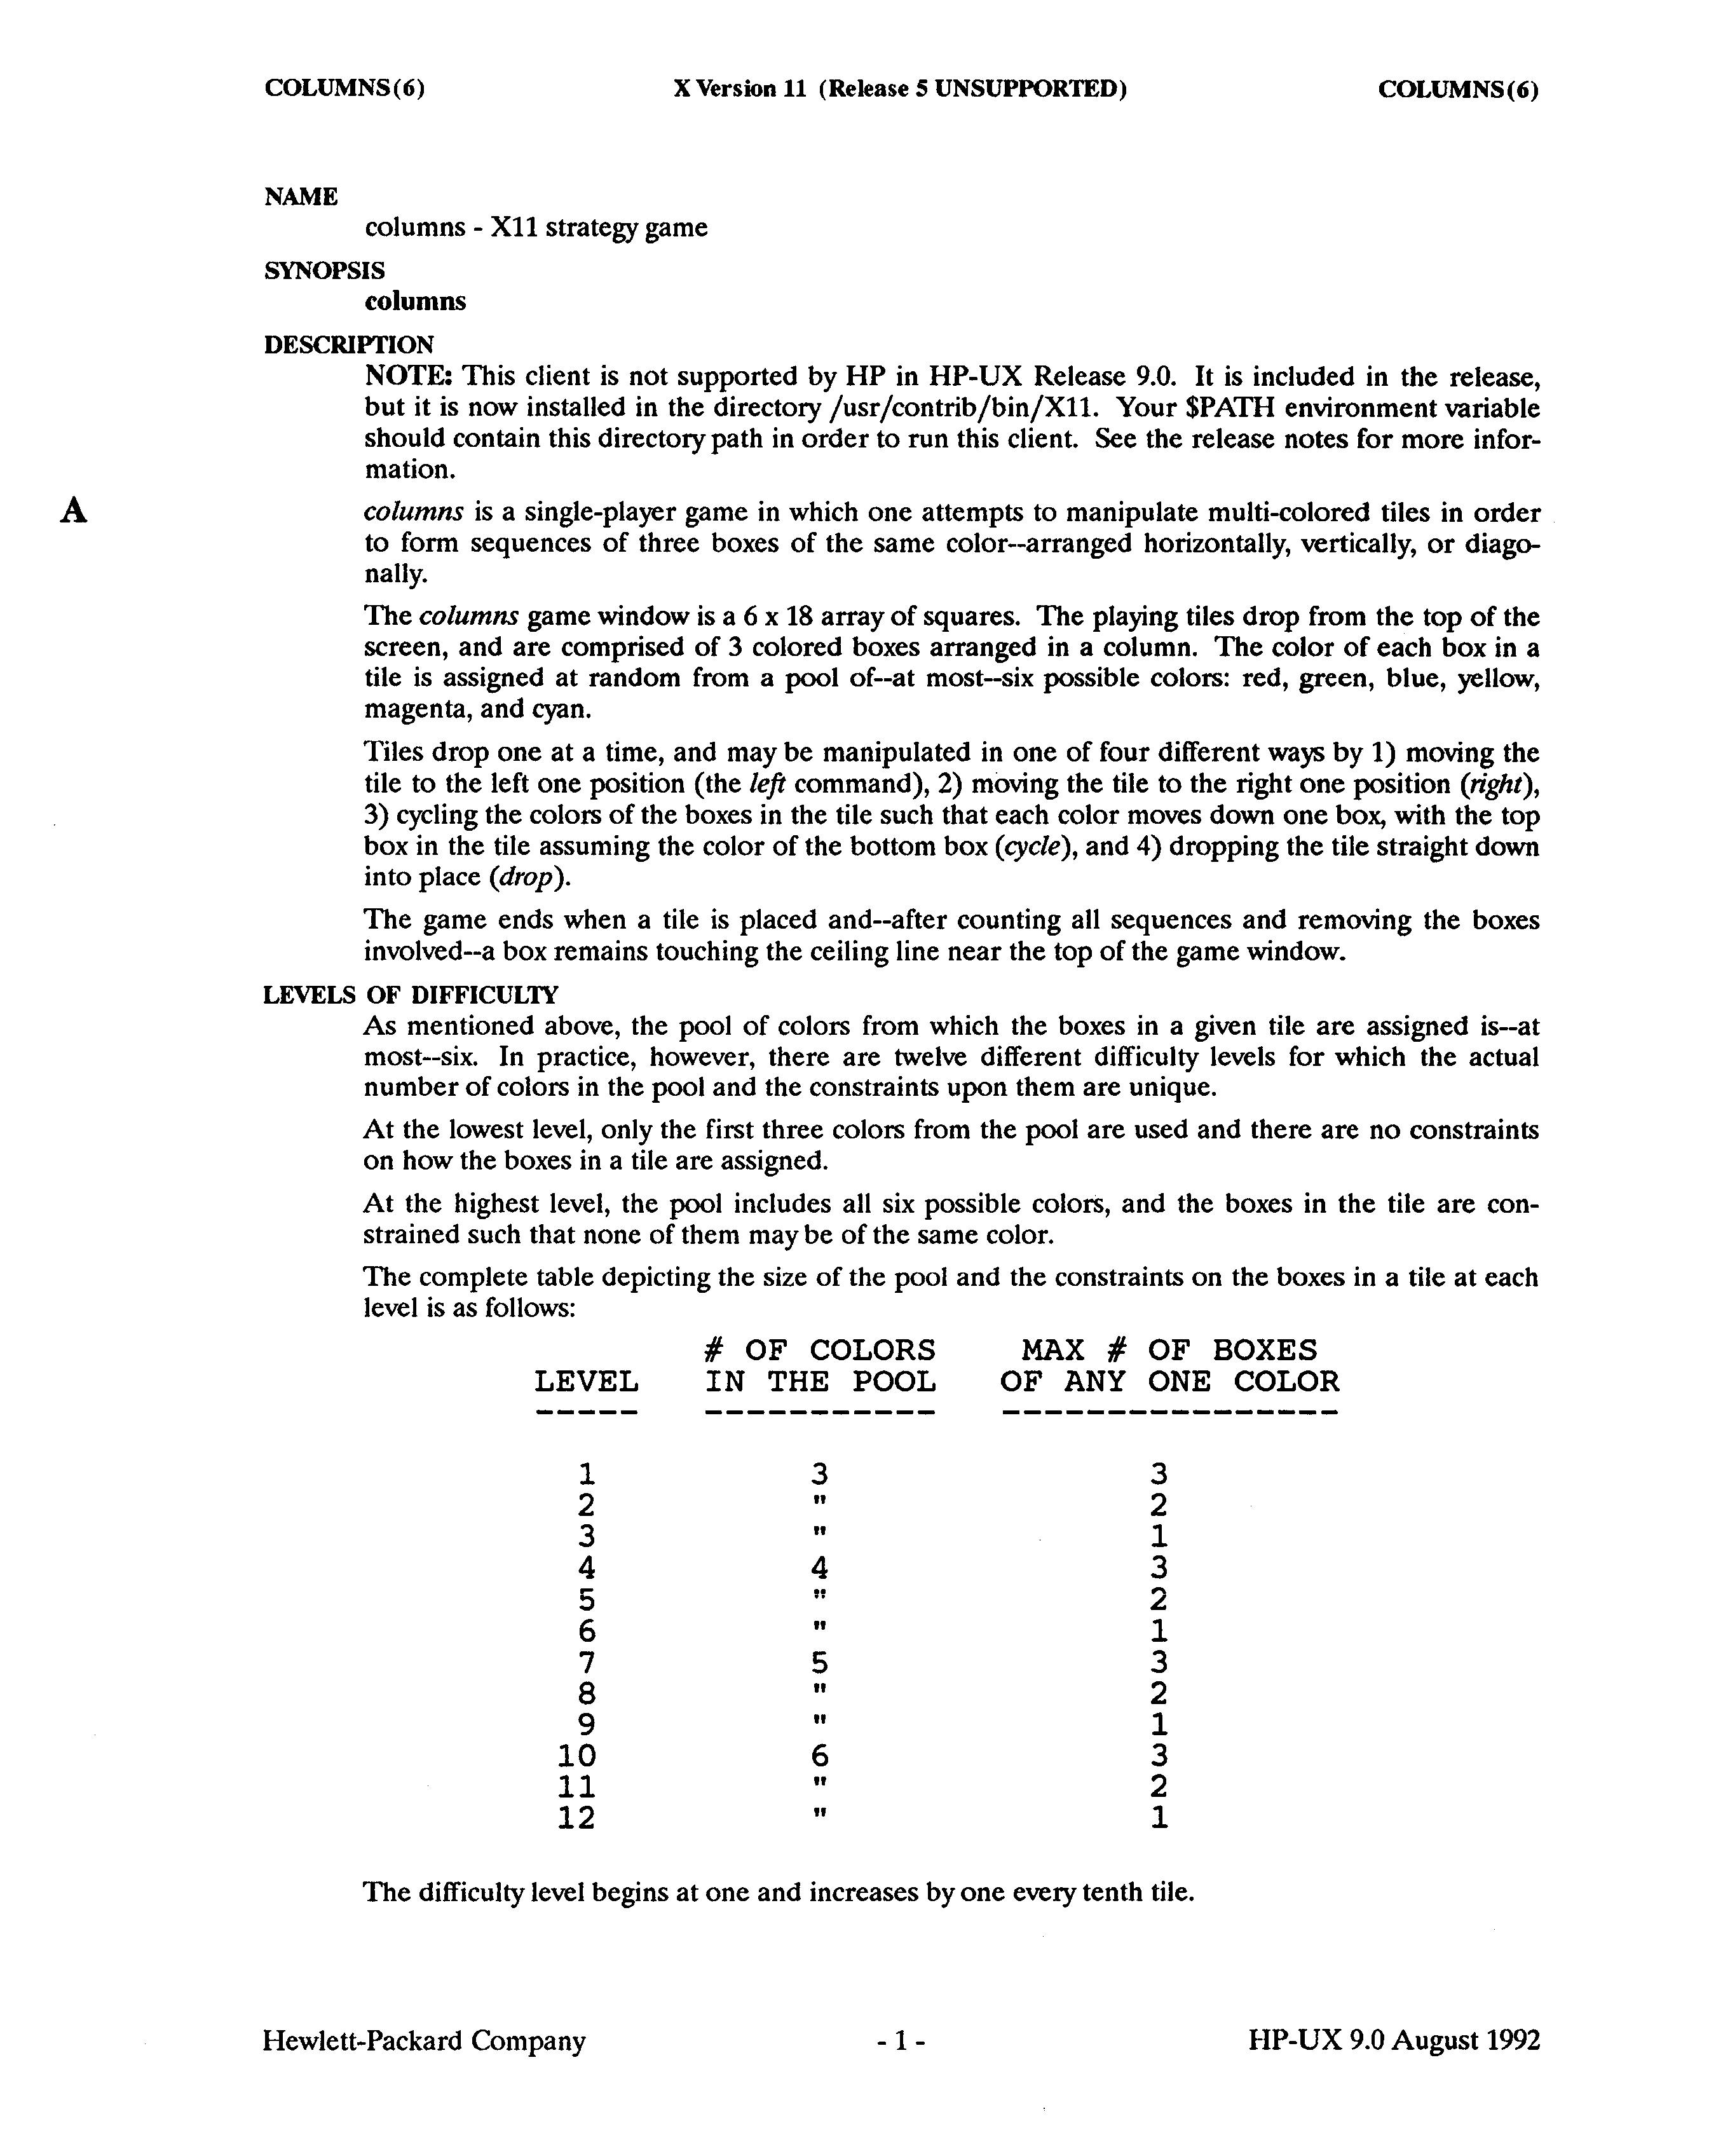 COLUMNS(6) X Version 11 (Release 5 UNSUPPORTED) COLUMNS(6)
NAME
columns - X11 strategy game
SYNOPSIS
columns
DESCRIPTION
NOTE: This client is not supported by HP in HP-UX Release 9.0. It is included in the release,
but it is now installed in the directory /usr/contrib/bin/X11. Your $PATH environment variable
should contain this directory path in order to run this client. See the release notes for more infor-
mation.
A
columns is a single-player game in which one attempts to manipulate multi-colored tiles in order
to form sequences of three boxes of the same color--arranged horizontally, vertically, or diago-
nally.
The columns game window is a 6 x 18 array of squares. The playing tiles drop from the top of the
screen, and are comprised of 3 colored boxes arranged in a column. The color of each box in a
tile is assigned at random from a pool of--at most--six possible colors: red, green, blue, yellow,
magenta, and cyan.
Tiles drop one at a time, and may be manipulated in one of four different ways by 1) moving the
tile to the left one position (the left command), 2) moving the tile to the right one position (right),
3) cycling the colors of the boxes in the tile such that each color moves down one box, with the top
box in the tile assuming the color of the bottom box (cycle), and 4) dropping the tile straight down
into place (drop).
The game ends when a tile is placed and--after counting all sequences and removing the boxes
involved--a box remains touching the ceiling line near the top of the game window.
LEVELS OF DIFFICULTY
As mentioned above, the pool of colors from which the boxes in a given tile are assigned is--at
most--six. In practice, however, there are twelve different difficulty levels for which the actual
number of colors in the pool and the constraints upon them are unique.
At the lowest level, only the first three colors from the pool are used and there are no constraints
on how the boxes in a tile are assigned.
At the highest level, the pool includes all six possible colors, and the boxes in the tile are con-
strained such that none of them may be of the same color.
The complete table depicting the size of the pool and the constraints on the boxes in a tile at each
level is as follows:
# OF COLORS MAX # OF BOXES
LEVEL IN THE POOL OF ANY ONE COLOR
----- ----------- ----------------
1 3 3
2 " 2
3 " 1
4 4 3
5 " 2
6 " 1
7 5 3
8 " 2
9 " 1
10 6 3
11 " 2
12 " 1
The difficulty level begins at one and increases by one every tenth tile.
Hewlett-Packard Company - 1 - HP-UX 9.0 August 1992